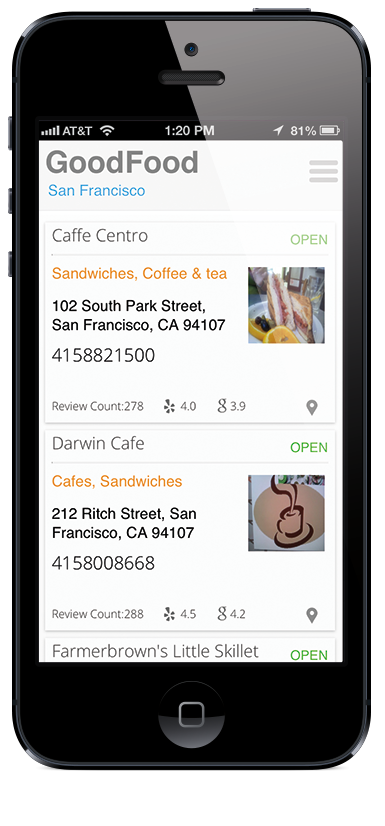 AT&T 1:20 PM 81%
GoodFood
San Francisco
Caffe Centro OPEN
Sandwiches, Coffee & tea
102 South Park Street,
San Francisco, CA 94107
4158821500
Review Count:278 4.0 g 3.9
Darwin Cafe OPEN
Cafes, Sandwiches
212 Ritch Street, San
Francisco, CA 94107
4158008668
Review Count:288 4.5 g 4.2
Farmerbrown's Little Skillet OPEN